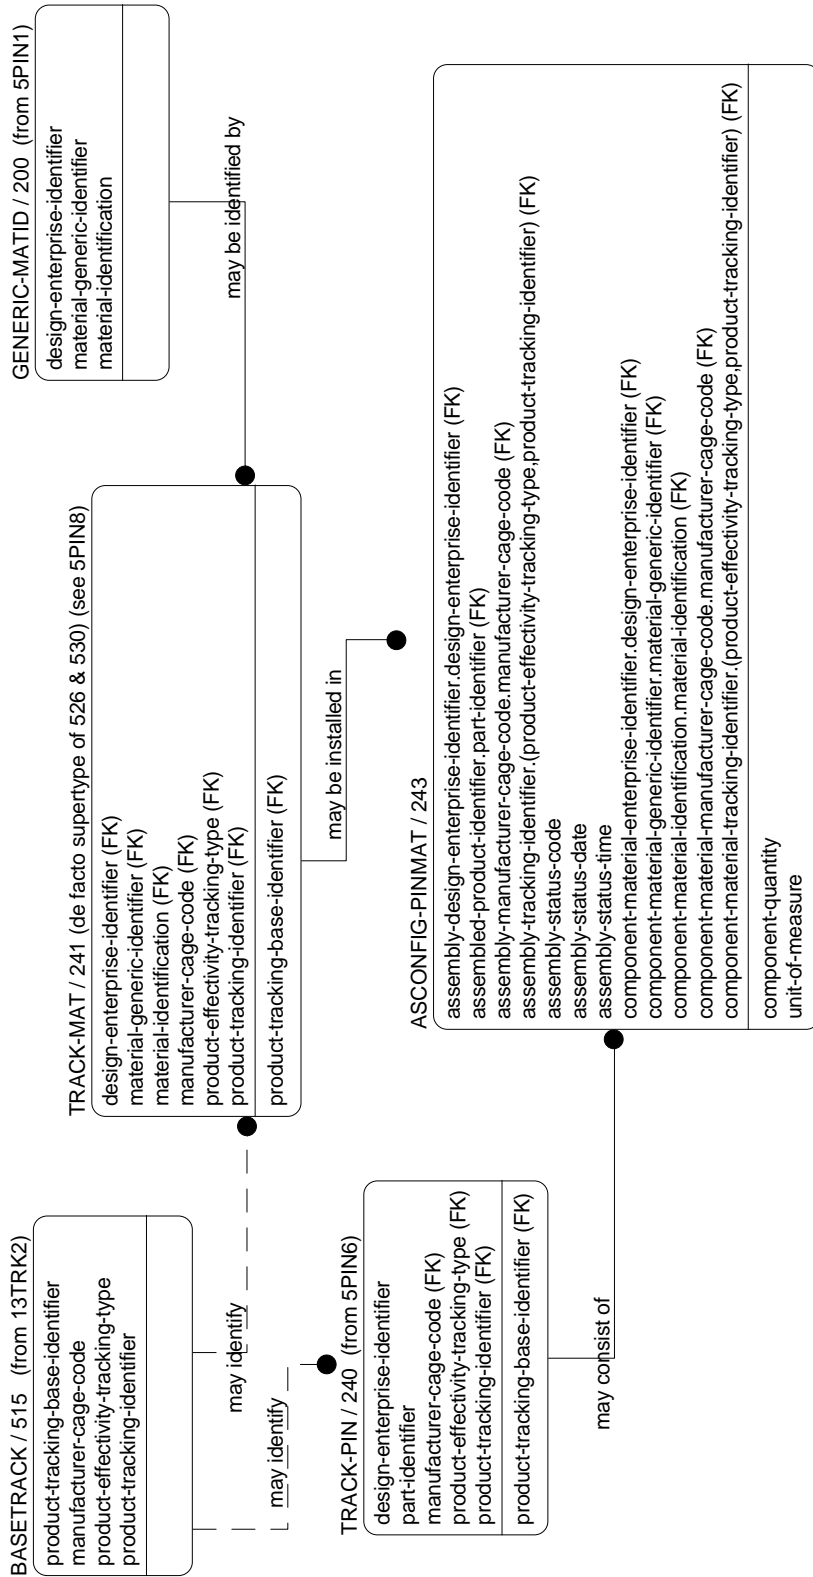 BASETRACK / 515 (from 13TRK2)
product-tracking-base-identifier
manufacturer-cage-code
product-effectivity-tracking-type
product-tracking-identifier
may identify
may identify
TRACK-MAT / 241 (de facto supertype of 526 & 530) (see 5PIN8)
design-enterprise-identifier (FK)
material-generic-identifier (FK)
material-identification (FK)
manufacturer-cage-code (FK)
product-effectivity-tracking-type (FK)
product-tracking-identifier (FK)
product-tracking-base-identifier (FK)
GENERIC-MATID / 200 (from 5PIN1)
design-enterprise-identifier
material-generic-identifier
material-identification
may be identified by
may be installed in
TRACK-PIN / 240 (from 5PIN6)
design-enterprise-identifier
part-identifier
manufacturer-cage-code (FK)
product-effectivity-tracking-type (FK)
product-tracking-identifier (FK)
product-tracking-base-identifier (FK)
may consist of
ASCONFIG-PINMAT / 243
assembly-design-enterprise-identifier.design-enterprise-identifier (FK)
assembled-product-identifier.part-identifier (FK)
assembly-manufacturer-cage-code.manufacturer-cage-code (FK)
assembly-tracking-identifier.(product-effectivity-tracking-type,product-tracking-identifier) (FK)
assembly-status-code
assembly-status-date
assembly-status-time
component-material-enterprise-identifier.design-enterprise-identifier (FK)
component-material-generic-identifier.material-generic-identifier (FK)
component-material-identification.material-identification (FK)
component-material-manufacturer-cage-code.manufacturer-cage-code (FK)
component-material-tracking-identifier.(product-effectivity-tracking-type,product-tracking-identifier) (FK)
component-quantity
unit-of-measure